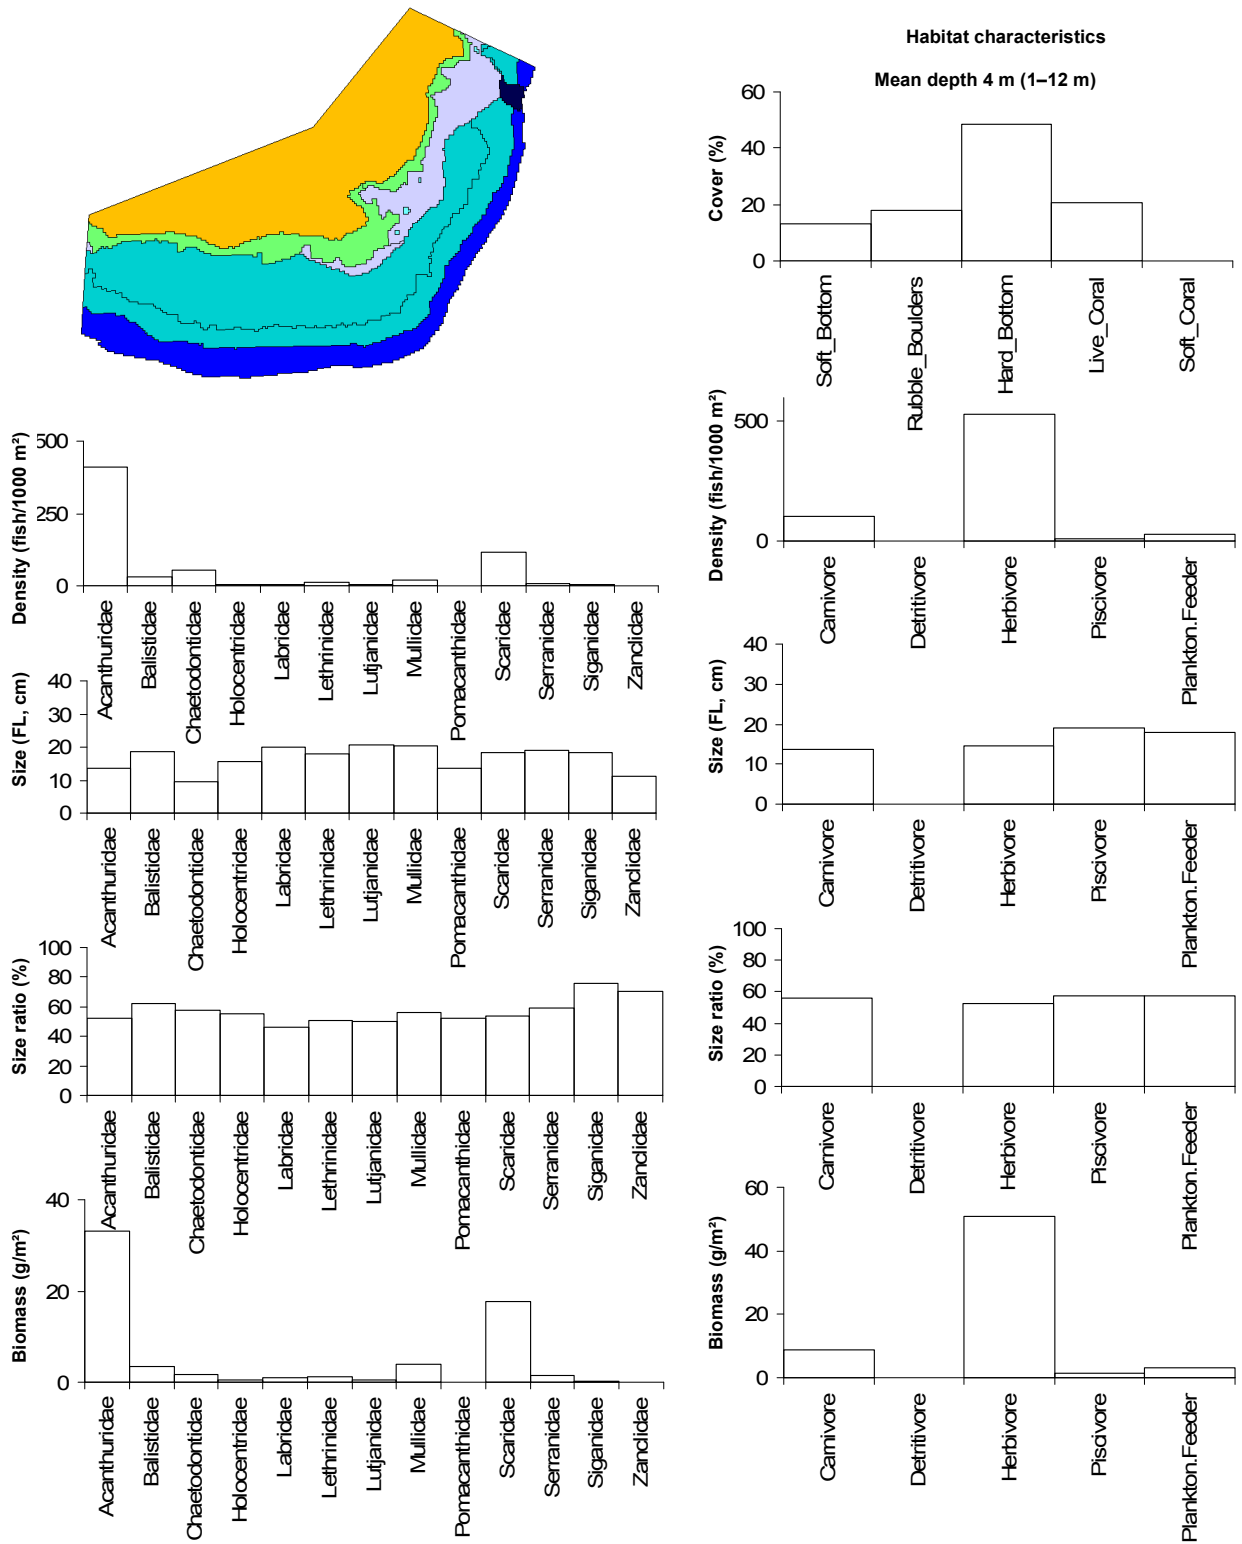 Habitat characteristics
Mean depth 4 m (1–12 m)
Cover (%)
60
40
20
0
Soft_Bottom
Rubble_Boulders
Hard_Bottom
Live_Coral
Soft_Coral
Density (fish/1000 m²)
500
250
0
Acanthuridae
Balistidae
Chaetodontidae
Holocentridae
Labridae
Lethrinidae
Lutjanidae
Mullidae
Pomacanthidae
Scaridae
Serranidae
Siganidae
Zanclidae
Density (fish/1000 m²)
500
0
Carnivore
Detritivore
Herbivore
Piscivore
Plankton.Feeder
Size (FL, cm)
40
30
20
10
0
Acanthuridae
Balistidae
Chaetodontidae
Holocentridae
Labridae
Lethrinidae
Lutjanidae
Mullidae
Pomacanthidae
Scaridae
Serranidae
Siganidae
Zanclidae
Size (FL, cm)
40
30
20
10
0
Carnivore
Detritivore
Herbivore
Piscivore
Plankton.Feeder
Size ratio (%)
100
80
60
40
20
0
Acanthuridae
Balistidae
Chaetodontidae
Holocentridae
Labridae
Lethrinidae
Lutjanidae
Mullidae
Pomacanthidae
Scaridae
Serranidae
Siganidae
Zanclidae
Size ratio (%)
100
80
60
40
20
0
Carnivore
Detritivore
Herbivore
Piscivore
Plankton.Feeder
Biomass (g/m²)
40
20
0
Acanthuridae
Balistidae
Chaetodontidae
Holocentridae
Labridae
Lethrinidae
Lutjanidae
Mullidae
Pomacanthidae
Scaridae
Serranidae
Siganidae
Zanclidae
Biomass (g/m²)
60
40
20
0
Carnivore
Detritivore
Herbivore
Piscivore
Plankton.Feeder